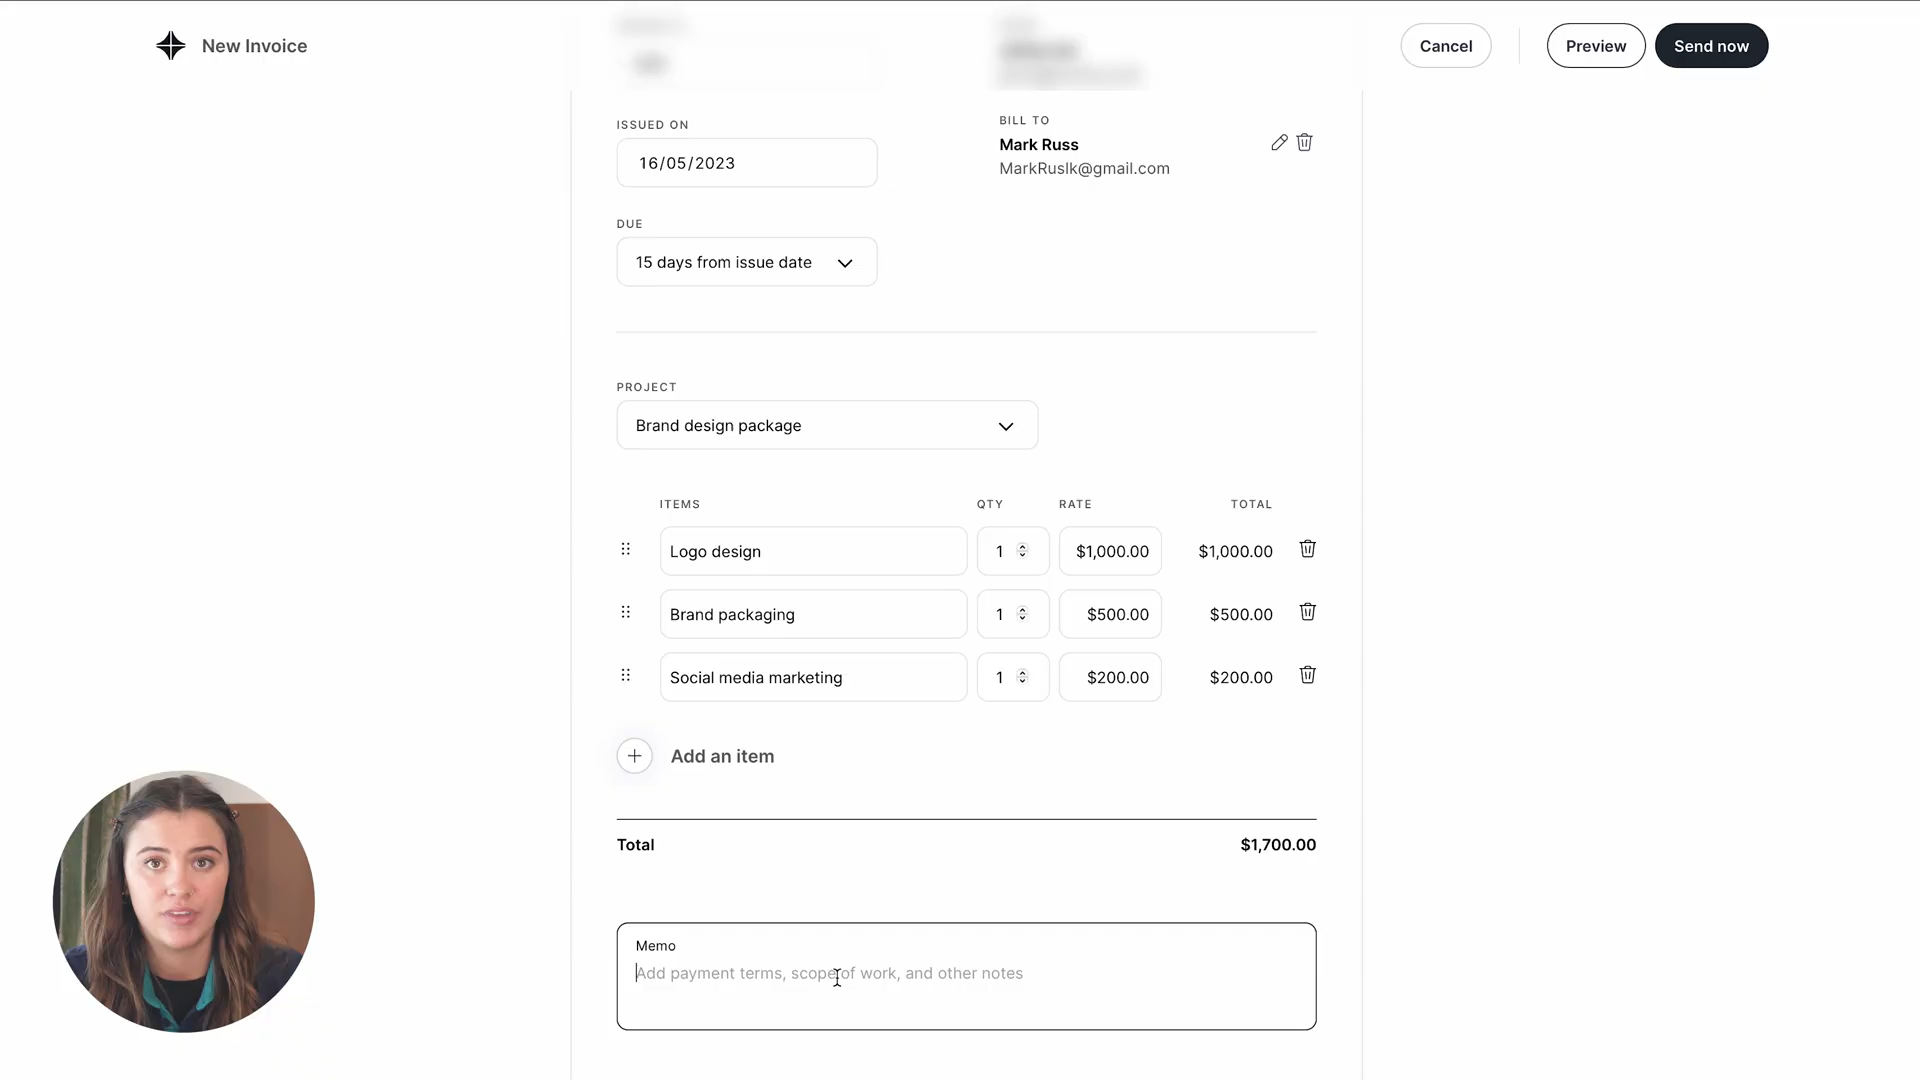 New Invoice
Cancel
Preview
Send now
ISSUED ON
16/05/2023
BILL TO
Mark Russ
MarkRuslk@gmail.com
DUE
15 days from issue date
PROJECT
Brand design package
ITEMS QTY RATE TOTAL
Logo design 1 $1,000.00 $1,000.00
Brand packaging 1 $500.00 $500.00
Social media marketing 1 $200.00 $200.00
Add an item
Total $1,700.00
Memo
Add payment terms, scope of work, and other notes